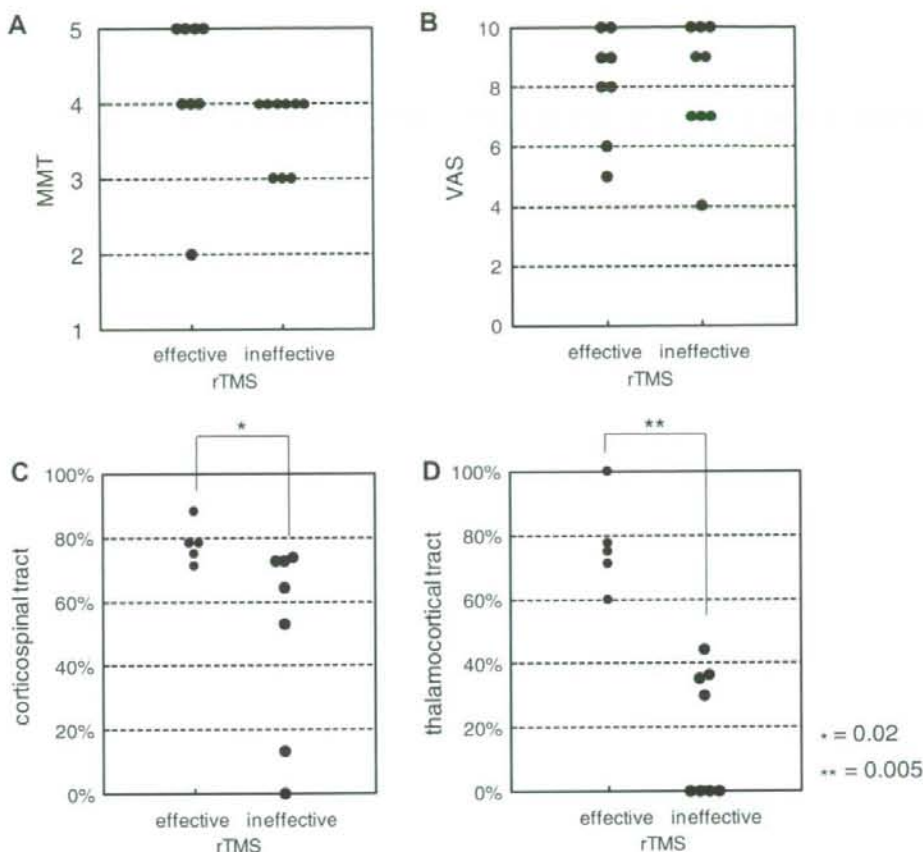 A
MMT
5
4
3
2
1
effective ineffective
rTMS
B
VAS
10
8
6
4
2
0
effective ineffective
rTMS
*
C
corticospinal tract
100%
80%
60%
40%
20%
0%
effective ineffective
rTMS
**
D
thalamocortical tract
100%
80%
60%
40%
20%
0%
effective ineffective
rTMS
* = 0.02
** = 0.005